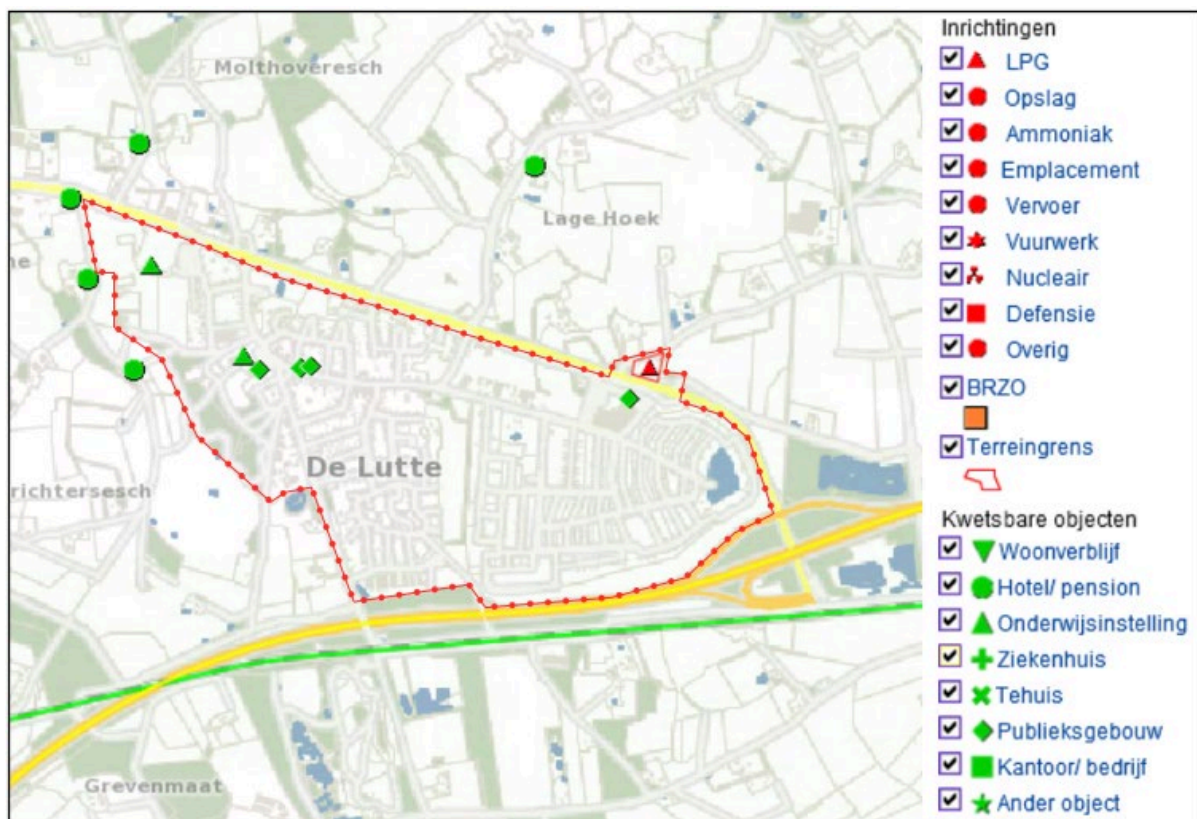 Molthoveresch
Lage Hoek
ne
De Lutte
richtersesch
Grevenmaat
Inrichtingen
LPG
Opslag
Ammoniak
Emplacement
Vervoer
Vuurwerk
Nucleair
Defensie
Overig
BRZO
Terreingrens
Kwetsbare objecten
Woonverblijf
Hotel/ pension
Onderwijsinstelling
Ziekenhuis
Tehuis
Publieksgebouw
Kantoor/ bedrijf
Ander object